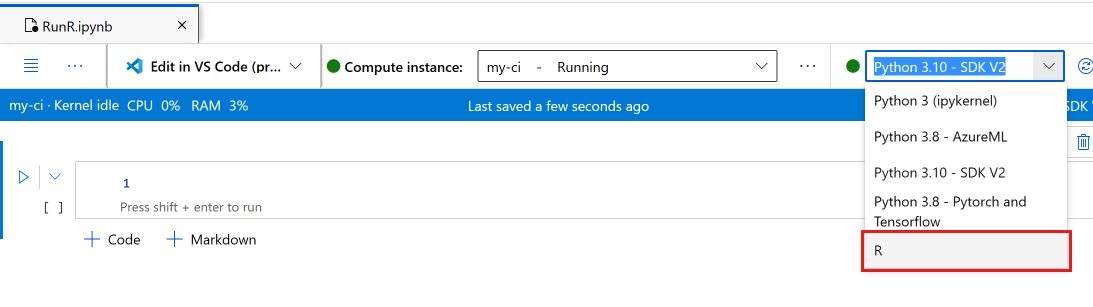 RunR.ipynb ×
··· Edit in VS Code (pr... Compute instance: my-ci - Running ··· Python 3.10 - SDK V2
my-ci · Kernel idle CPU 0% RAM 3% Last saved a few seconds ago SDK
Python 3 (ipykernel)
Python 3.8 - AzureML
Python 3.10 - SDK V2
Python 3.8 - Pytorch and
Tensorflow
R
1
[ ] Press shift + enter to run
+ Code + Markdown